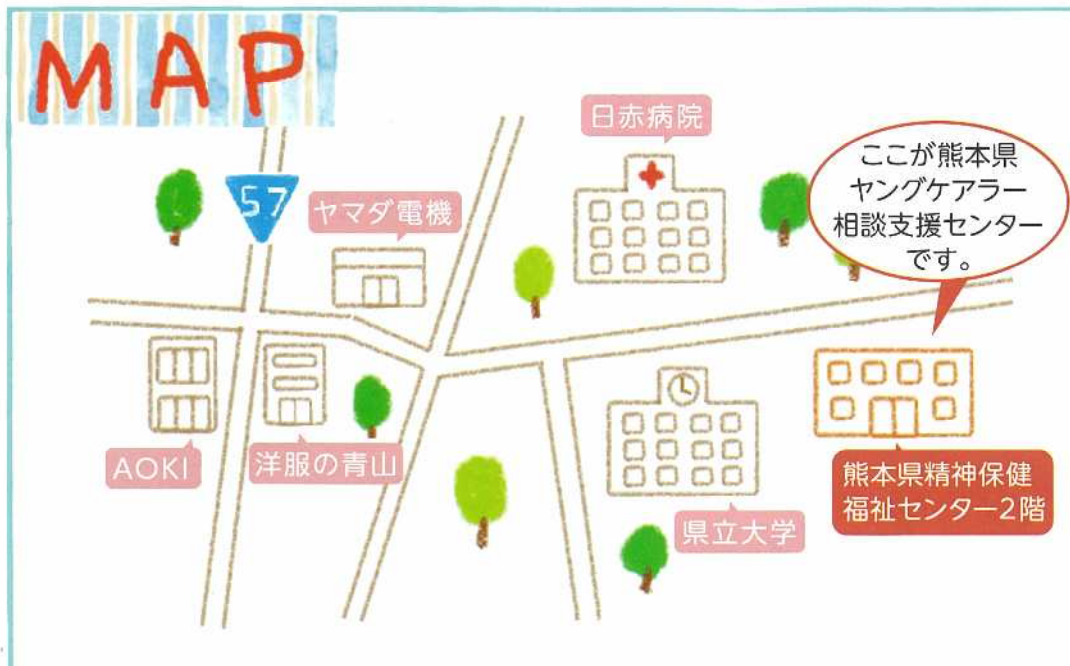 MAP
日赤病院
ここが熊本県
ヤングケアラー
相談支援センター
です。
57
ヤマダ電機
AOKI
洋服の青山
県立大学
熊本県精神保健
福祉センター2階